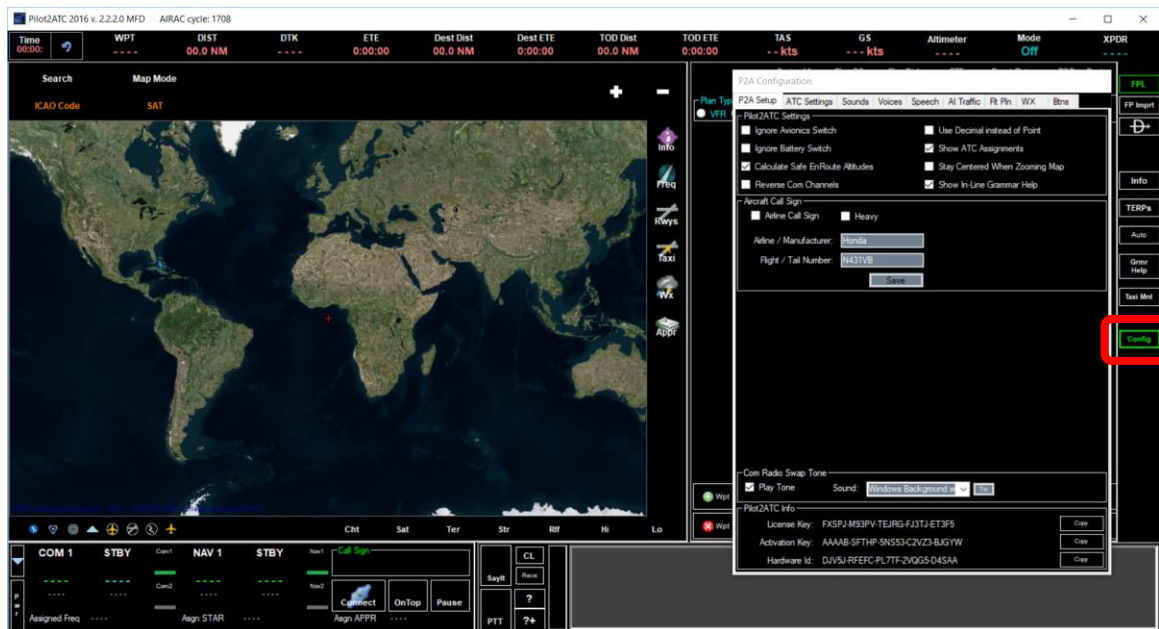 Pilot2ATC 2016 v. 2.2.2.0 MFD AIRAC cycle: 1708
Time WPT DIST DTK ETE Dest Dist Dest ETE TOD Dist TOD ETE TAS GS Altimeter Mode XPDR
00:00: ---- 00.0 NM ---- 0:00:00 00.0 NM 0:00:00 00.0 NM 0:00:00 -- kts --- kts ---- Off ----
Search Map Mode
ICAO Code SAT
+ -
Info
Freq
Rwys
Taxi
Wx
Appr
Cht Sat Ter Str Rlf Hi Lo
Plan Typ
VFR
Wpt
Wpt
P2A Configuration
P2A Setup ATC Settings Sounds Voices Speech AI Traffic Flt Pln WX Btns
Pilot2ATC Settings
Ignore Avionics Switch Use Decimal instead of Point
Ignore Battery Switch Show ATC Assignments
Calculate Safe EnRoute Altitudes Stay Centered When Zooming Map
Reverse Com Channels Show In-Line Grammar Help
Aircraft Call Sign
Airline Call Sign Heavy
Airline / Manufacturer: Honda
Flight / Tail Number: N431VB
Save
Com Radio Swap Tone
Play Tone Sound: Windows Background.w
Pilot2ATC Info
License Key: FXSPJ-M93PV-TEJRG-FJ3TJ-ET3F5 Copy
Activation Key: AAAAB-SFTHP-5NS53-C2VZ3-BJGYW Copy
Hardware Id: DJV5J-RFEFC-PL7TF-2VQG5-D4SAA Copy
FPL
FP Imprt
D
Info
TERPs
Auto
Grmr
Help
Taxi Mnt
Config
COM 1 STBY Com1 NAV 1 STBY Nav1 Call Sign
---- ---- Com2 ---- ---- Nav2
Connect OnTop Pause
Assigned Freq ---- Asgn STAR ---- Asgn APPR ----
Pwr
SayIt
PTT
CL
?
?+